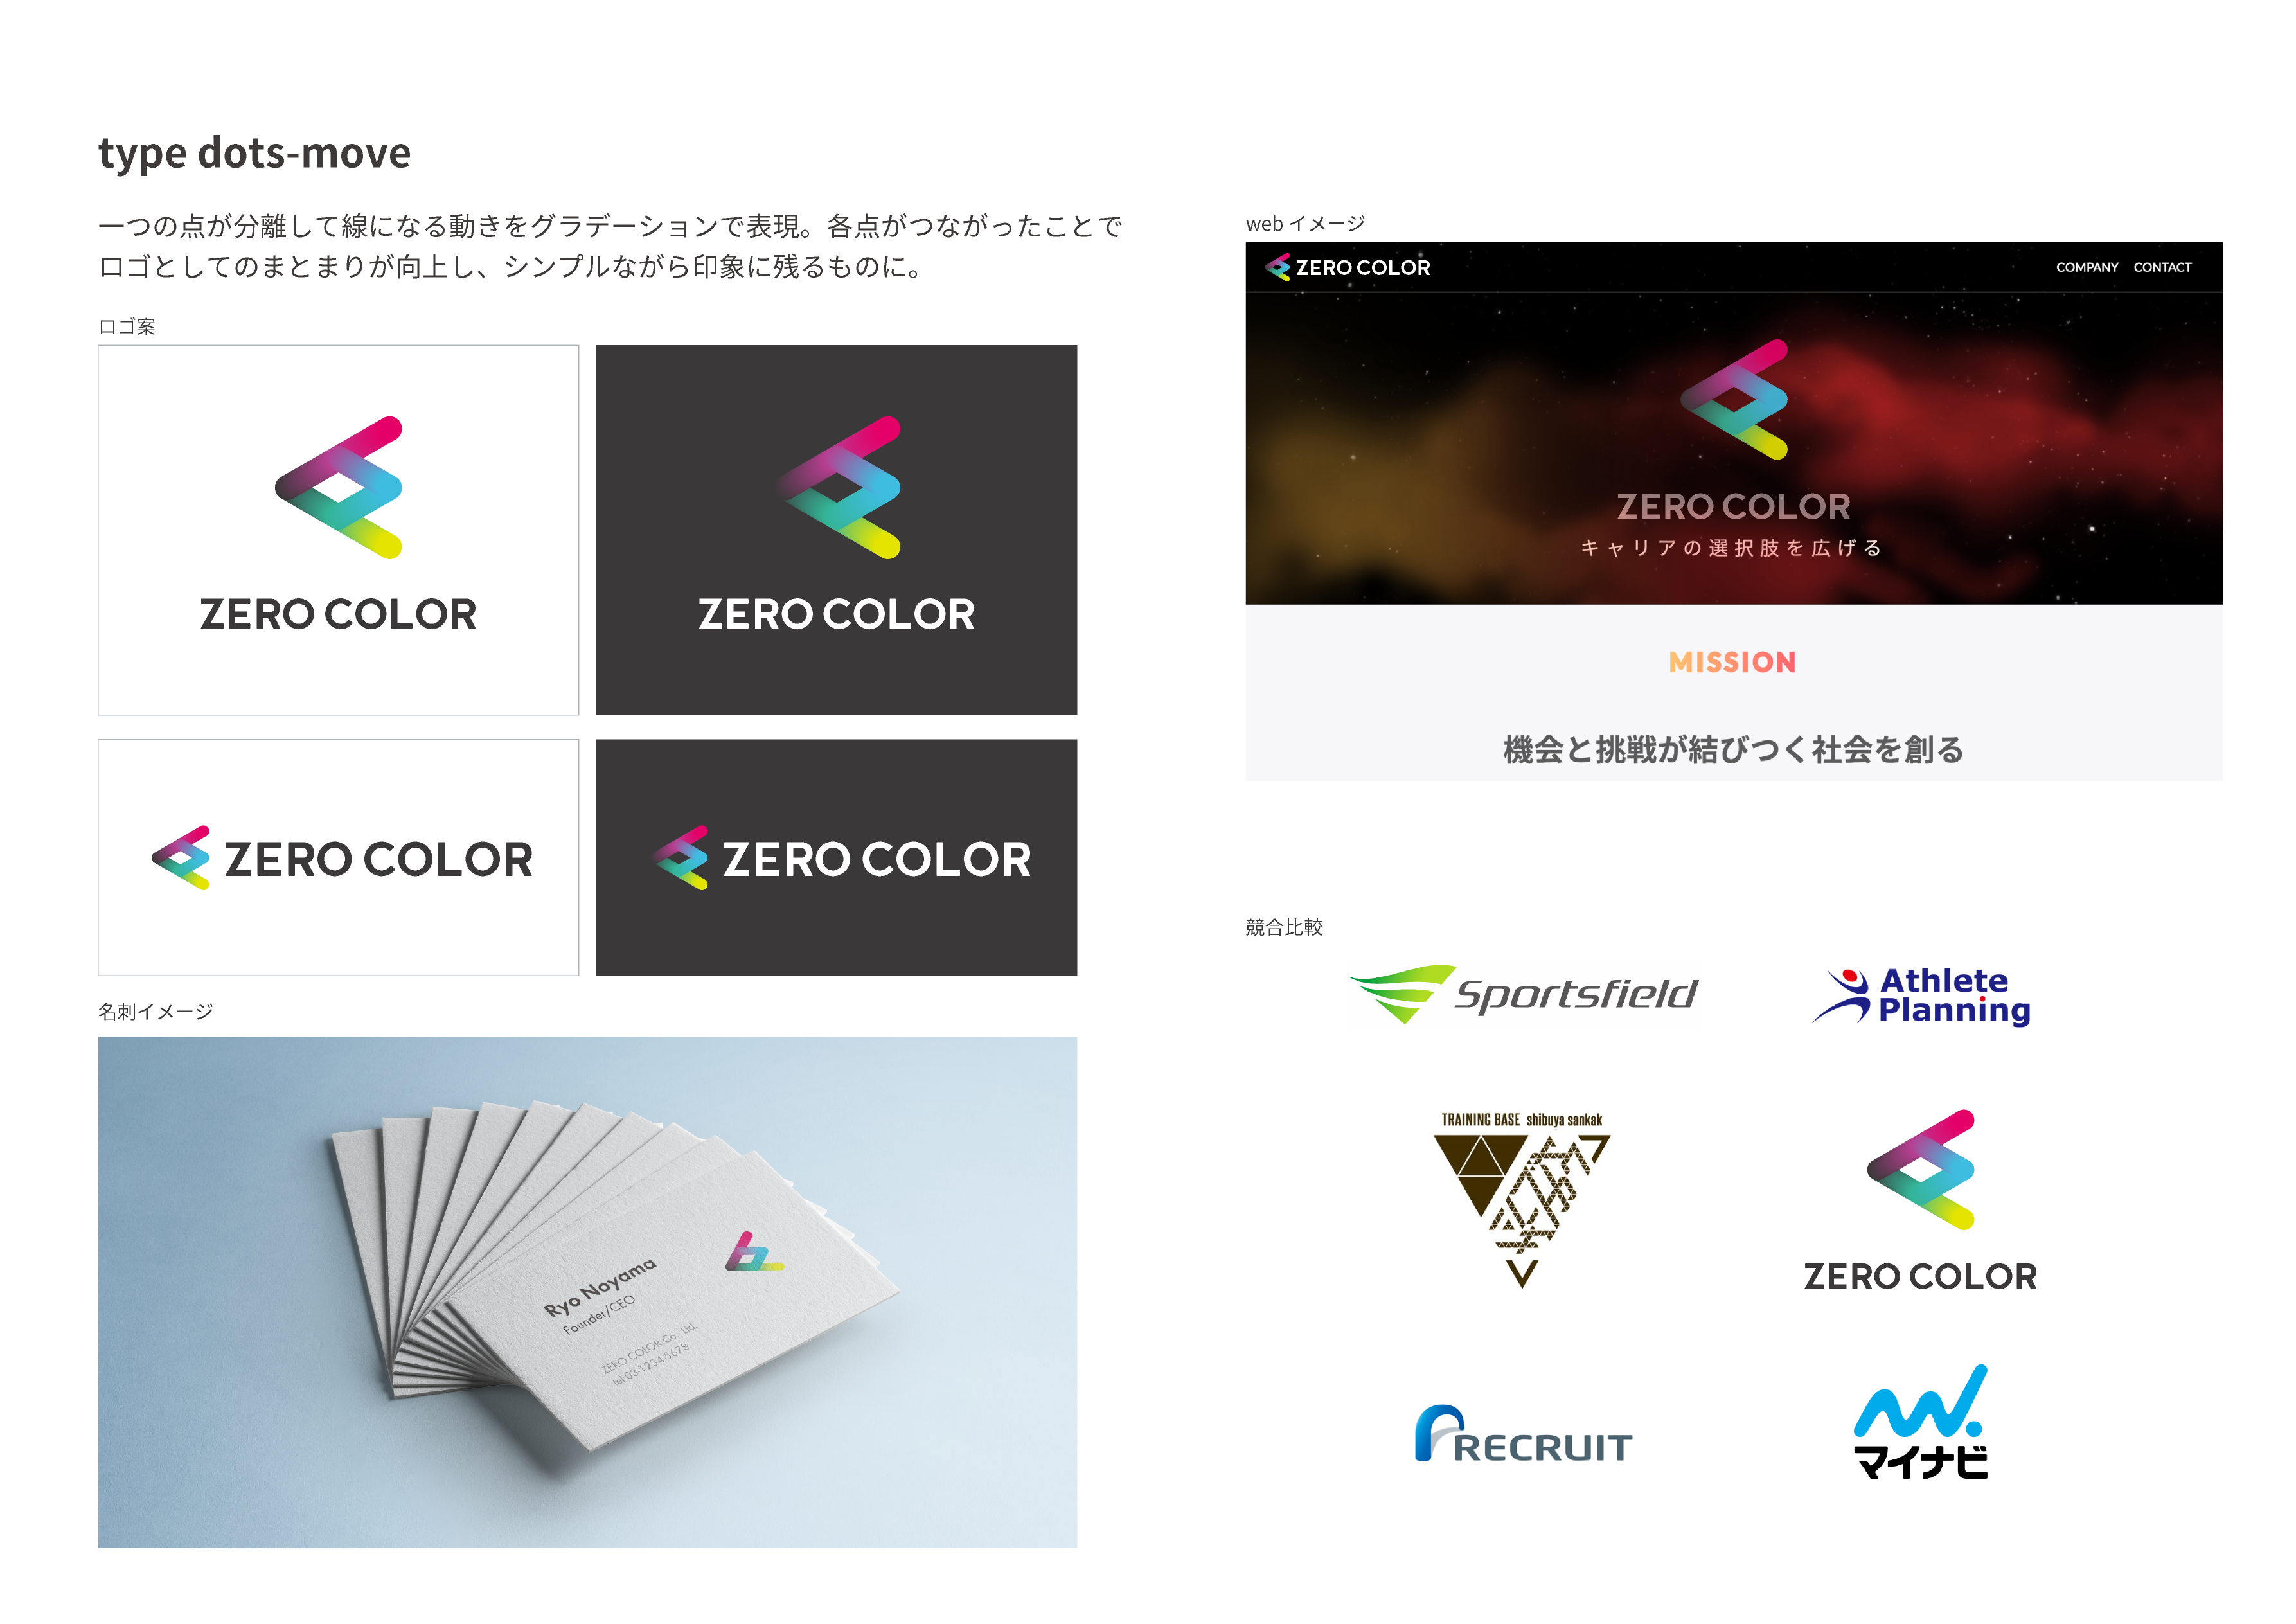 type dots-move
一つの点が分離して線になる動きをグラデーションで表現。各点がつながったことで
ロゴとしてのまとまりが向上し、シンプルながら印象に残るものに。
ロゴ案
ZERO COLOR
ZERO COLOR
ZERO COLOR
ZERO COLOR
名刺イメージ
Ryo Noyama
Founder/CEO
ZERO COLOR Co., Ltd.
tel:03-1234-5678
web イメージ
ZERO COLOR
COMPANY CONTACT
ZERO COLOR
キャリアの選択肢を広げる
MISSION
機会と挑戦が結びつく社会を創る
競合比較
Sportsfield
Athlete
Planning
TRAINING BASE shibuya sankak
ZERO COLOR
RECRUIT
マイナビ